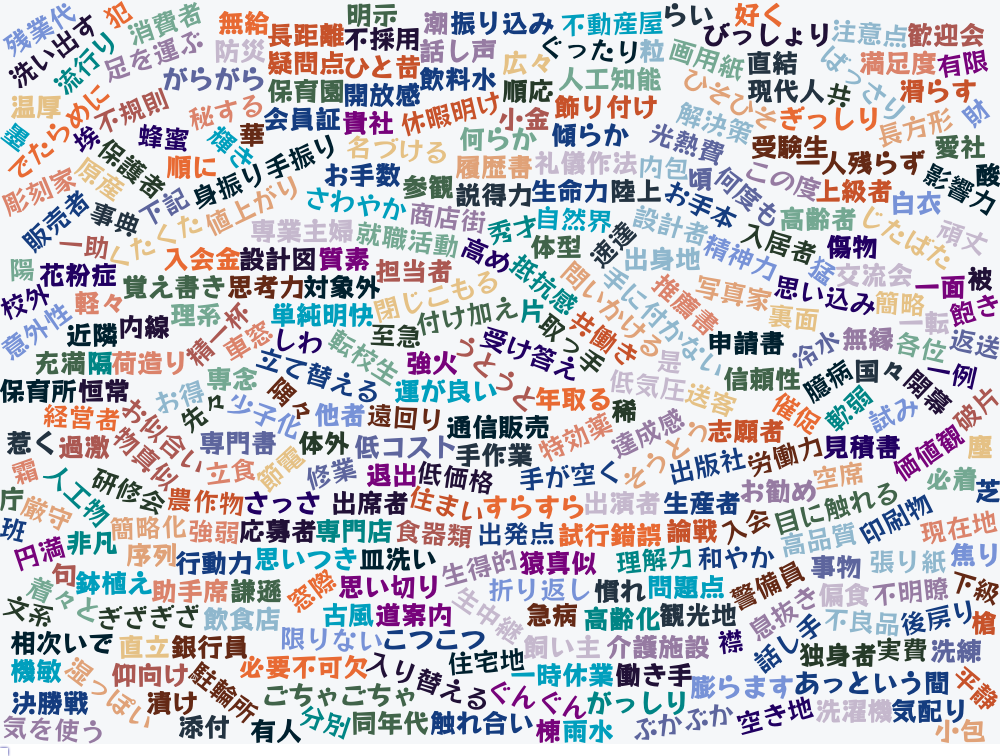 残業代
洗い出す
犯
消費者
流行り
足を運ぶ
無給
防災
長距離
疑問点
明示
不採用
ひと昔
潮
振り込み
話し声
ぐったり
不動産屋
粒
らい
好く
びっしょり
注意点
歓迎会
画用紙
直結
ばっさり
満足度
有限
がらがら
保育園
開放感
飲料水
広々
順応
人工知能
ひそひそ
現代人
共
滑らす
温厚
でたらめに
埃
不規則
秘する
会員証
貴社
休暇明け
小金
飾り付け
解決策
ぎっしり
長方形
財
墨
蜂蜜
輝き
華
身振り手振り
名づける
何らか
傾らか
光熱費
受験生
一人残らず
愛社
彫刻家
原産
保護者
順に
下記
お手数
参観
履歴書
礼儀作法
内包
説得力
生命力
陸上
お手本
頃
何度も
この度
上級者
白衣
影響力
酸
販売者
事典
くたくた
値上がり
さわやか
商店街
秀才
自然界
設計者
高齢者
じたばた
頑丈
一助
専業主婦
就職活動
高め
体型
速達
出身地
精神力
入居者
傷物
陽
花粉症
入会金
設計図
質素
担当者
抵抗感
問いかける
手に付かない
推薦書
写真家
思い込み
猛
交流会
簡略
一面
被
校外
軽々
覚え書き
思考力
対象外
閉じこもる
付け加え
片
取っ手
共働き
裏面
一転
飽き
意外性
近隣
内線
理系
精一杯
車窓
単純明快
しわ
転校生
至急
受け答え
申請書
冷水
無縁
各位
返送
充満
隔
荷造り
立て替える
強火
うとうと
是
低気圧
送客
信頼性
臆病
国々
開幕
一例
保育所
恒常
お得
専念
隅々
運が良い
年取る
稀
催促
軟弱
試み
破片
経営者
お似合い
先々
少子化
他者
遠回り
通信販売
特効薬
達成感
志願者
価値観
惹く
過激
物真似
専門書
体外
低コスト
手作業
そうとう
出版社
労働力
見積書
塵
霜
人工物
研修会
立食
節電
修業
退出
低価格
手が空く
お勧め
空席
必着
芝
庁
厳守
農作物
さっさ
出席者
住まい
すらすら
出演者
生産者
目に触れる
印刷物
班
円満
非凡
簡略化
強弱
応募者
専門店
食器類
出発点
試行錯誤
論戦
入会
高品質
現在地
序列
行動力
思いつき
皿洗い
生得的
猿真似
理解力
和やか
事物
張り紙
焦り
句
着々と
鉢植え
助手席
謙遜
窓際
思い切り
折り返し
慣れ
問題点
警備員
偏食
不明瞭
下級
文系
ぎざぎざ
飲食店
古風
道案内
生中継
急病
高齢化
観光地
息抜き
話し手
不良品
後戻り
槍
相次いで
直立
銀行員
限りない
こつこつ
飼い主
介護施設
襟
独身者
実費
洗練
機敏
湿っぽい
仰向け
駐輪所
必要不可欠
入り替える
住宅地
一時休業
働き手
膨らます
あっという間
平静
決勝戦
漬け
ごちゃごちゃ
ぐんぐん
がっしり
空き地
洗濯機
気配り
気を使う
添付
有人
分別
同年代
触れ合い
棟
雨水
ぶかぶか
小包